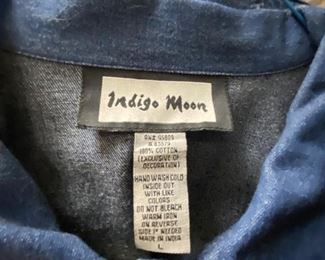 Indigo Moon
RN#
100% COTTON
(EXCLUSIVE OF
DECORATION)
HAND WASH COLD
INSIDE OUT
WITH LIKE
COLORS
DO NOT BLEACH
WARM IRON
ON REVERSE
SIDE IF NEEDED
MADE IN INDIA
L